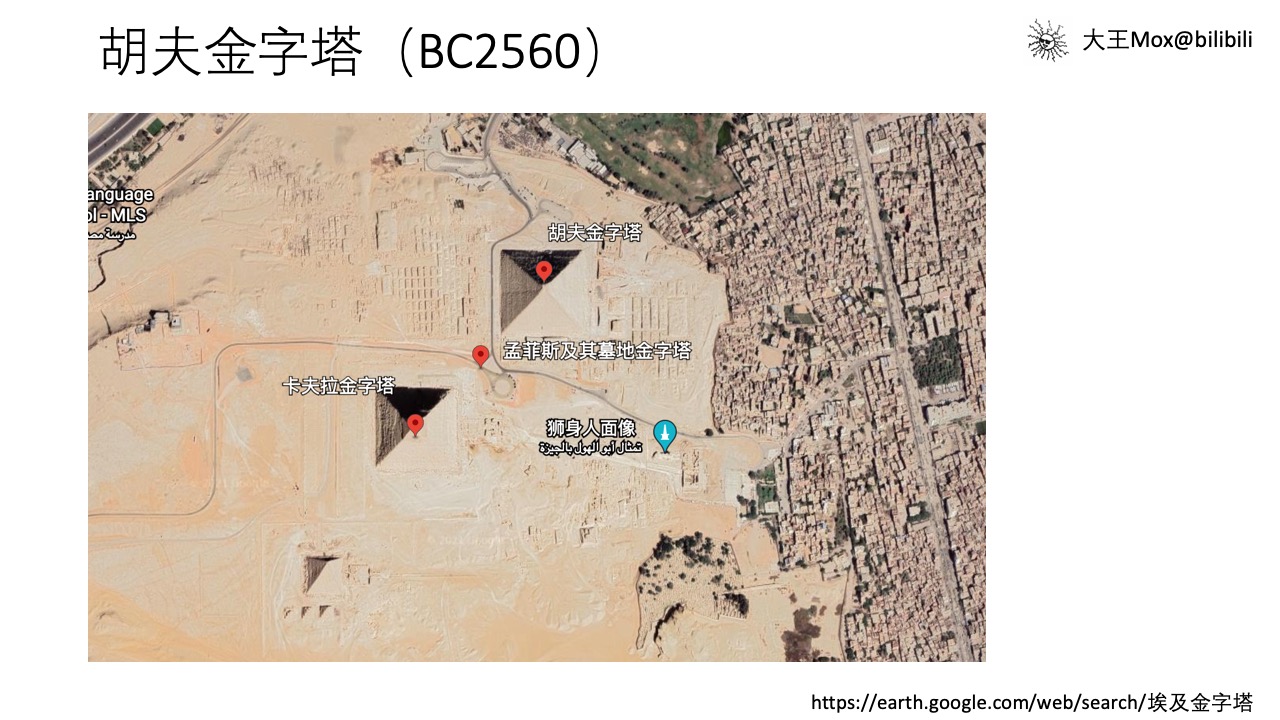 胡夫金字塔（BC2560）
大王Mox@bilibili
anguage
ol - MLS
مدرسة مص
胡夫金字塔
孟菲斯及其墓地金字塔
卡夫拉金字塔
狮身人面像
تمثال أبو الهول بالجيزة
https://earth.google.com/web/search/埃及金字塔